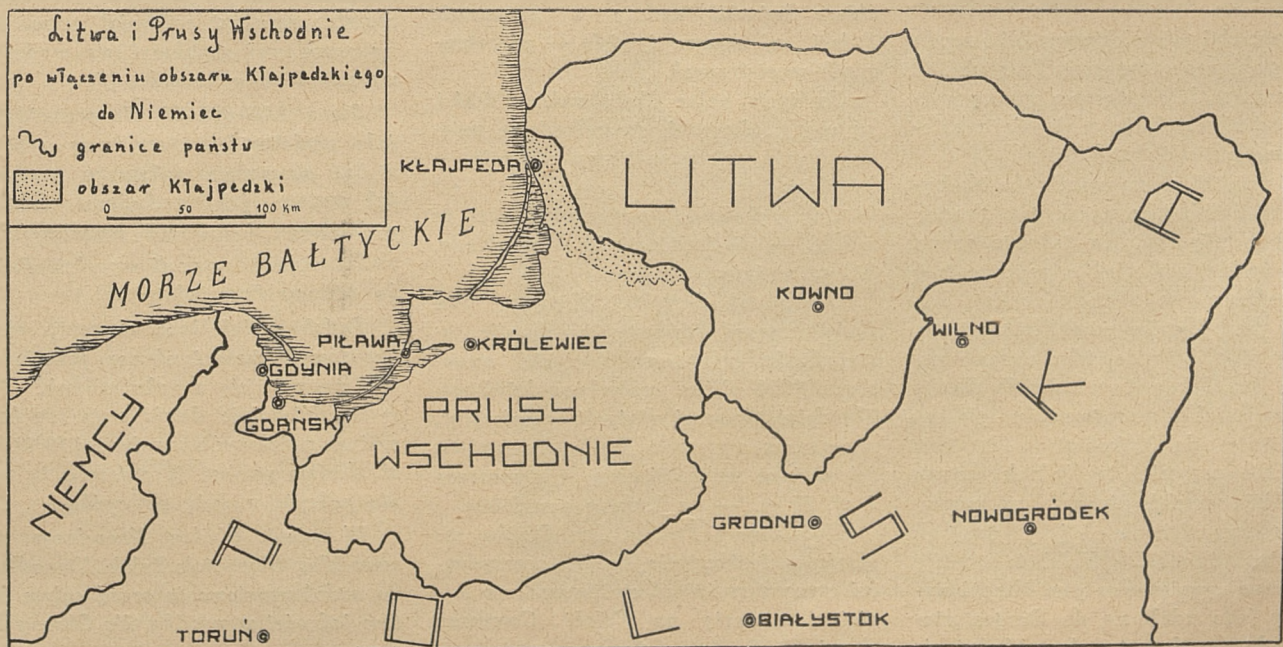 Litwa i Prusy Wschodnie
po włączeniu obszaru Kłajpedzkiego
do Niemiec
granice państw
obszar Kłajpedzki
0 50 100 Km
MORZE BAŁTYCKIE
KŁAJPEDA
LITWA
KOWNO
WILNO
PIŁAWA
KRÓLEWIEC
GDYNIA
GDAŃSK
PRUSY
WSCHODNIE
NIEMCY
GRODNO
NOWOGRÓDEK
BIAŁYSTOK
TORUŃ
POLSKA